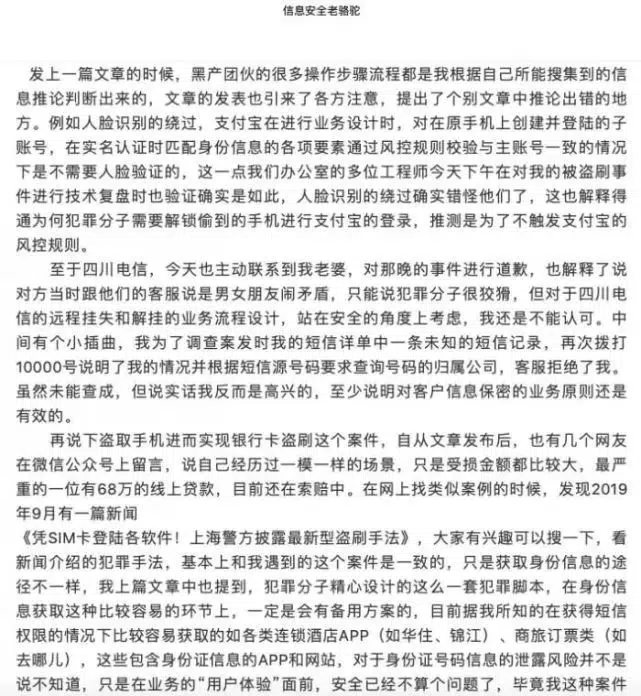 信息安全老骆驼
发上一篇文章的时候，黑产团伙的很多操作步骤流程都是我根据自己所能搜集到的信
息推论判断出来的，文章的发表也引来了各方注意，提出了个别文章中推论出错的地
方。例如人脸识别的绕过，支付宝在进行业务设计时，对在原手机上创建并登陆的子
账号，在实名认证时匹配身份信息的各项要素通过风控规则校验与主账号一致的情况
下是不需要人脸验证的，这一点我们办公室的多位工程师今天下午在对我的被盗刷事
件进行技术复盘时也验证确实是如此，人脸识别的绕过确实错怪他们了，这也解释得
通为何犯罪分子需要解锁偷到的手机进行支付宝的登录，推测是为了不触发支付宝的
风控规则。
至于四川电信，今天也主动联系到我老婆，对那晚的事件进行道歉，也解释了说
对方当时跟他们的客服说是男女朋友闹矛盾，只能说犯罪分子很狡猾，但对于四川电
信的远程挂失和解挂的业务流程设计，站在安全的角度上考虑，我还是不能认可。中
间有个小插曲，我为了调查案发时我的短信详单中一条未知的短信记录，再次拨打
10000号说明了我的情况并根据短信源号码要求查询号码的归属公司，客服拒绝了我。
虽然未能查成，但说实话我反而是高兴的，至少说明对客户信息保密的业务原则还是
有效的。
再说下盗取手机进而实现银行卡盗刷这个案件，自从文章发布后，也有几个网友
在微信公众号上留言，说自己经历过一模一样的场景，只是受损金额都比较大，最严
重的一位有68万的线上贷款，目前还在索赔中。在网上找类似案例的时候，发现2019
年9月有一篇新闻
《凭SIM卡登陆各软件！上海警方披露最新型盗刷手法》，大家有兴趣可以搜一下，看
新闻介绍的犯罪手法，基本上和我遇到的这个案件是一致的，只是获取身份信息的途
径不一样，我上篇文章中也提到，犯罪分子精心设计的这么一套犯罪脚本，在身份信
息获取这种比较容易的环节上，一定是会有备用方案的，目前据我所知的在获得短信
权限的情况下比较容易获取的如各类连锁酒店APP（如华住、锦江）、商旅订票类（如
去哪儿），这些包含身份证信息的APP和网站，对于身份证号码信息的泄露风险并不是
说不知道，只是在业务的“用户体验”面前，安全已经不算个问题了，毕竟我这种案件